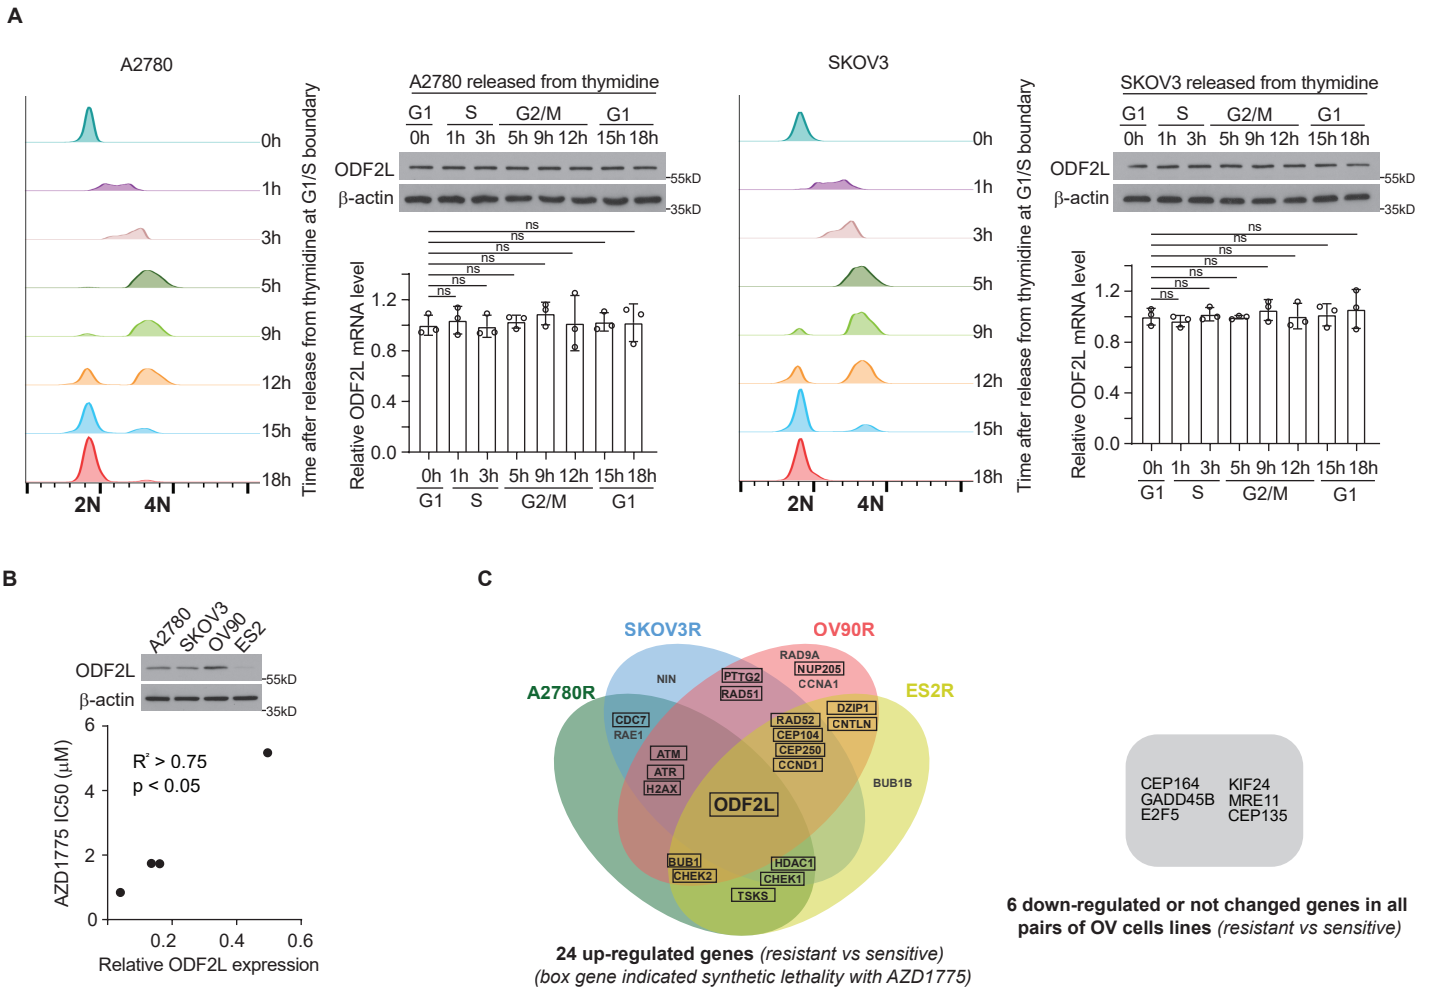 A
A2780
0h
1h
3h
5h
9h
12h
15h
18h
2N 4N
Time after release from thymidine at G1/S boundary
A2780 released from thymidine
G1 S G2/M G1
0h 1h 3h 5h 9h 12h 15h 18h
ODF2L
55kD
β-actin
35kD
ns
ns
ns
ns
ns
ns
ns
Relative ODF2L mRNA level
1.2
0.8
0.4
0.0
0h 1h 3h 5h 9h 12h 15h 18h
G1 S G2/M G1
SKOV3
0h
1h
3h
5h
9h
12h
15h
18h
2N 4N
Time after release from thymidine at G1/S boundary
SKOV3 released from thymidine
G1 S G2/M G1
0h 1h 3h 5h 9h 12h 15h 18h
ODF2L
55kD
β-actin
35kD
ns
ns
ns
ns
ns
ns
ns
Relative ODF2L mRNA level
1.2
0.8
0.4
0.0
0h 1h 3h 5h 9h 12h 15h 18h
G1 S G2/M G1
B
A2780 SKOV3 OV90 ES2
ODF2L
55kD
β-actin
35kD
AZD1775 IC50 (μM)
6
4
2
0
R² > 0.75
p < 0.05
0.2 0.4 0.6
Relative ODF2L expression
C
SKOV3R
OV90R
A2780R
ES2R
NIN
PTTG2
RAD51
RAD9A
NUP205
CCNA1
CDC7
RAE1
ATM
ATR
H2AX
RAD52
CEP104
CEP250
CCND1
DZIP1
CNTLN
BUB1B
ODF2L
BUB1
CHEK2
HDAC1
CHEK1
TSKS
24 up-regulated genes (resistant vs sensitive)
(box gene indicated synthetic lethality with AZD1775)
CEP164 KIF24
GADD45B MRE11
E2F5 CEP135
6 down-regulated or not changed genes in all
pairs of OV cells lines (resistant vs sensitive)